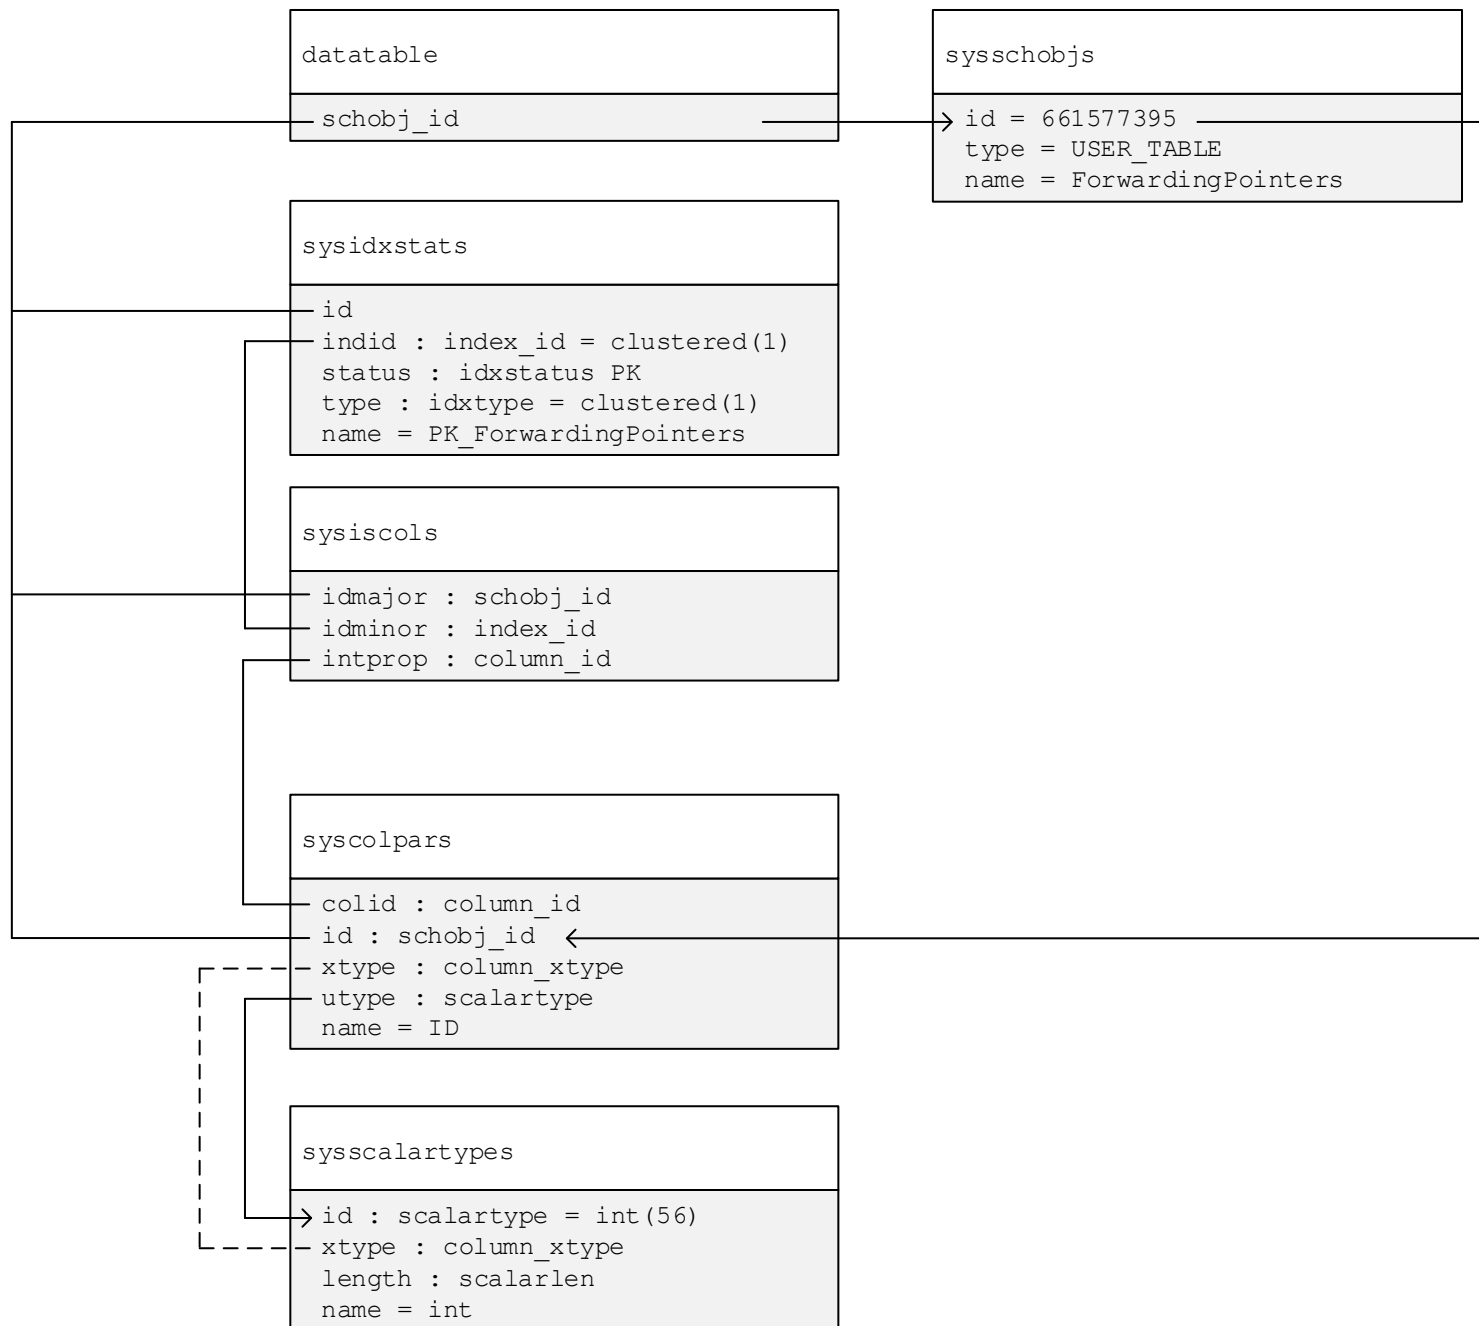 datatable
schobj_id
sysschobjs
id = 661577395
type = USER_TABLE
name = ForwardingPointers
sysidxstats
id
indid : index_id = clustered(1)
status : idxstatus PK
type : idxtype = clustered(1)
name = PK_ForwardingPointers
sysiscols
idmajor : schobj_id
idminor : index_id
intprop : column_id
syscolpars
colid : column_id
id : schobj_id
xtype : column_xtype
utype : scalartype
name = ID
sysscalartypes
id : scalartype = int(56)
xtype : column_xtype
length : scalarlen
name = int